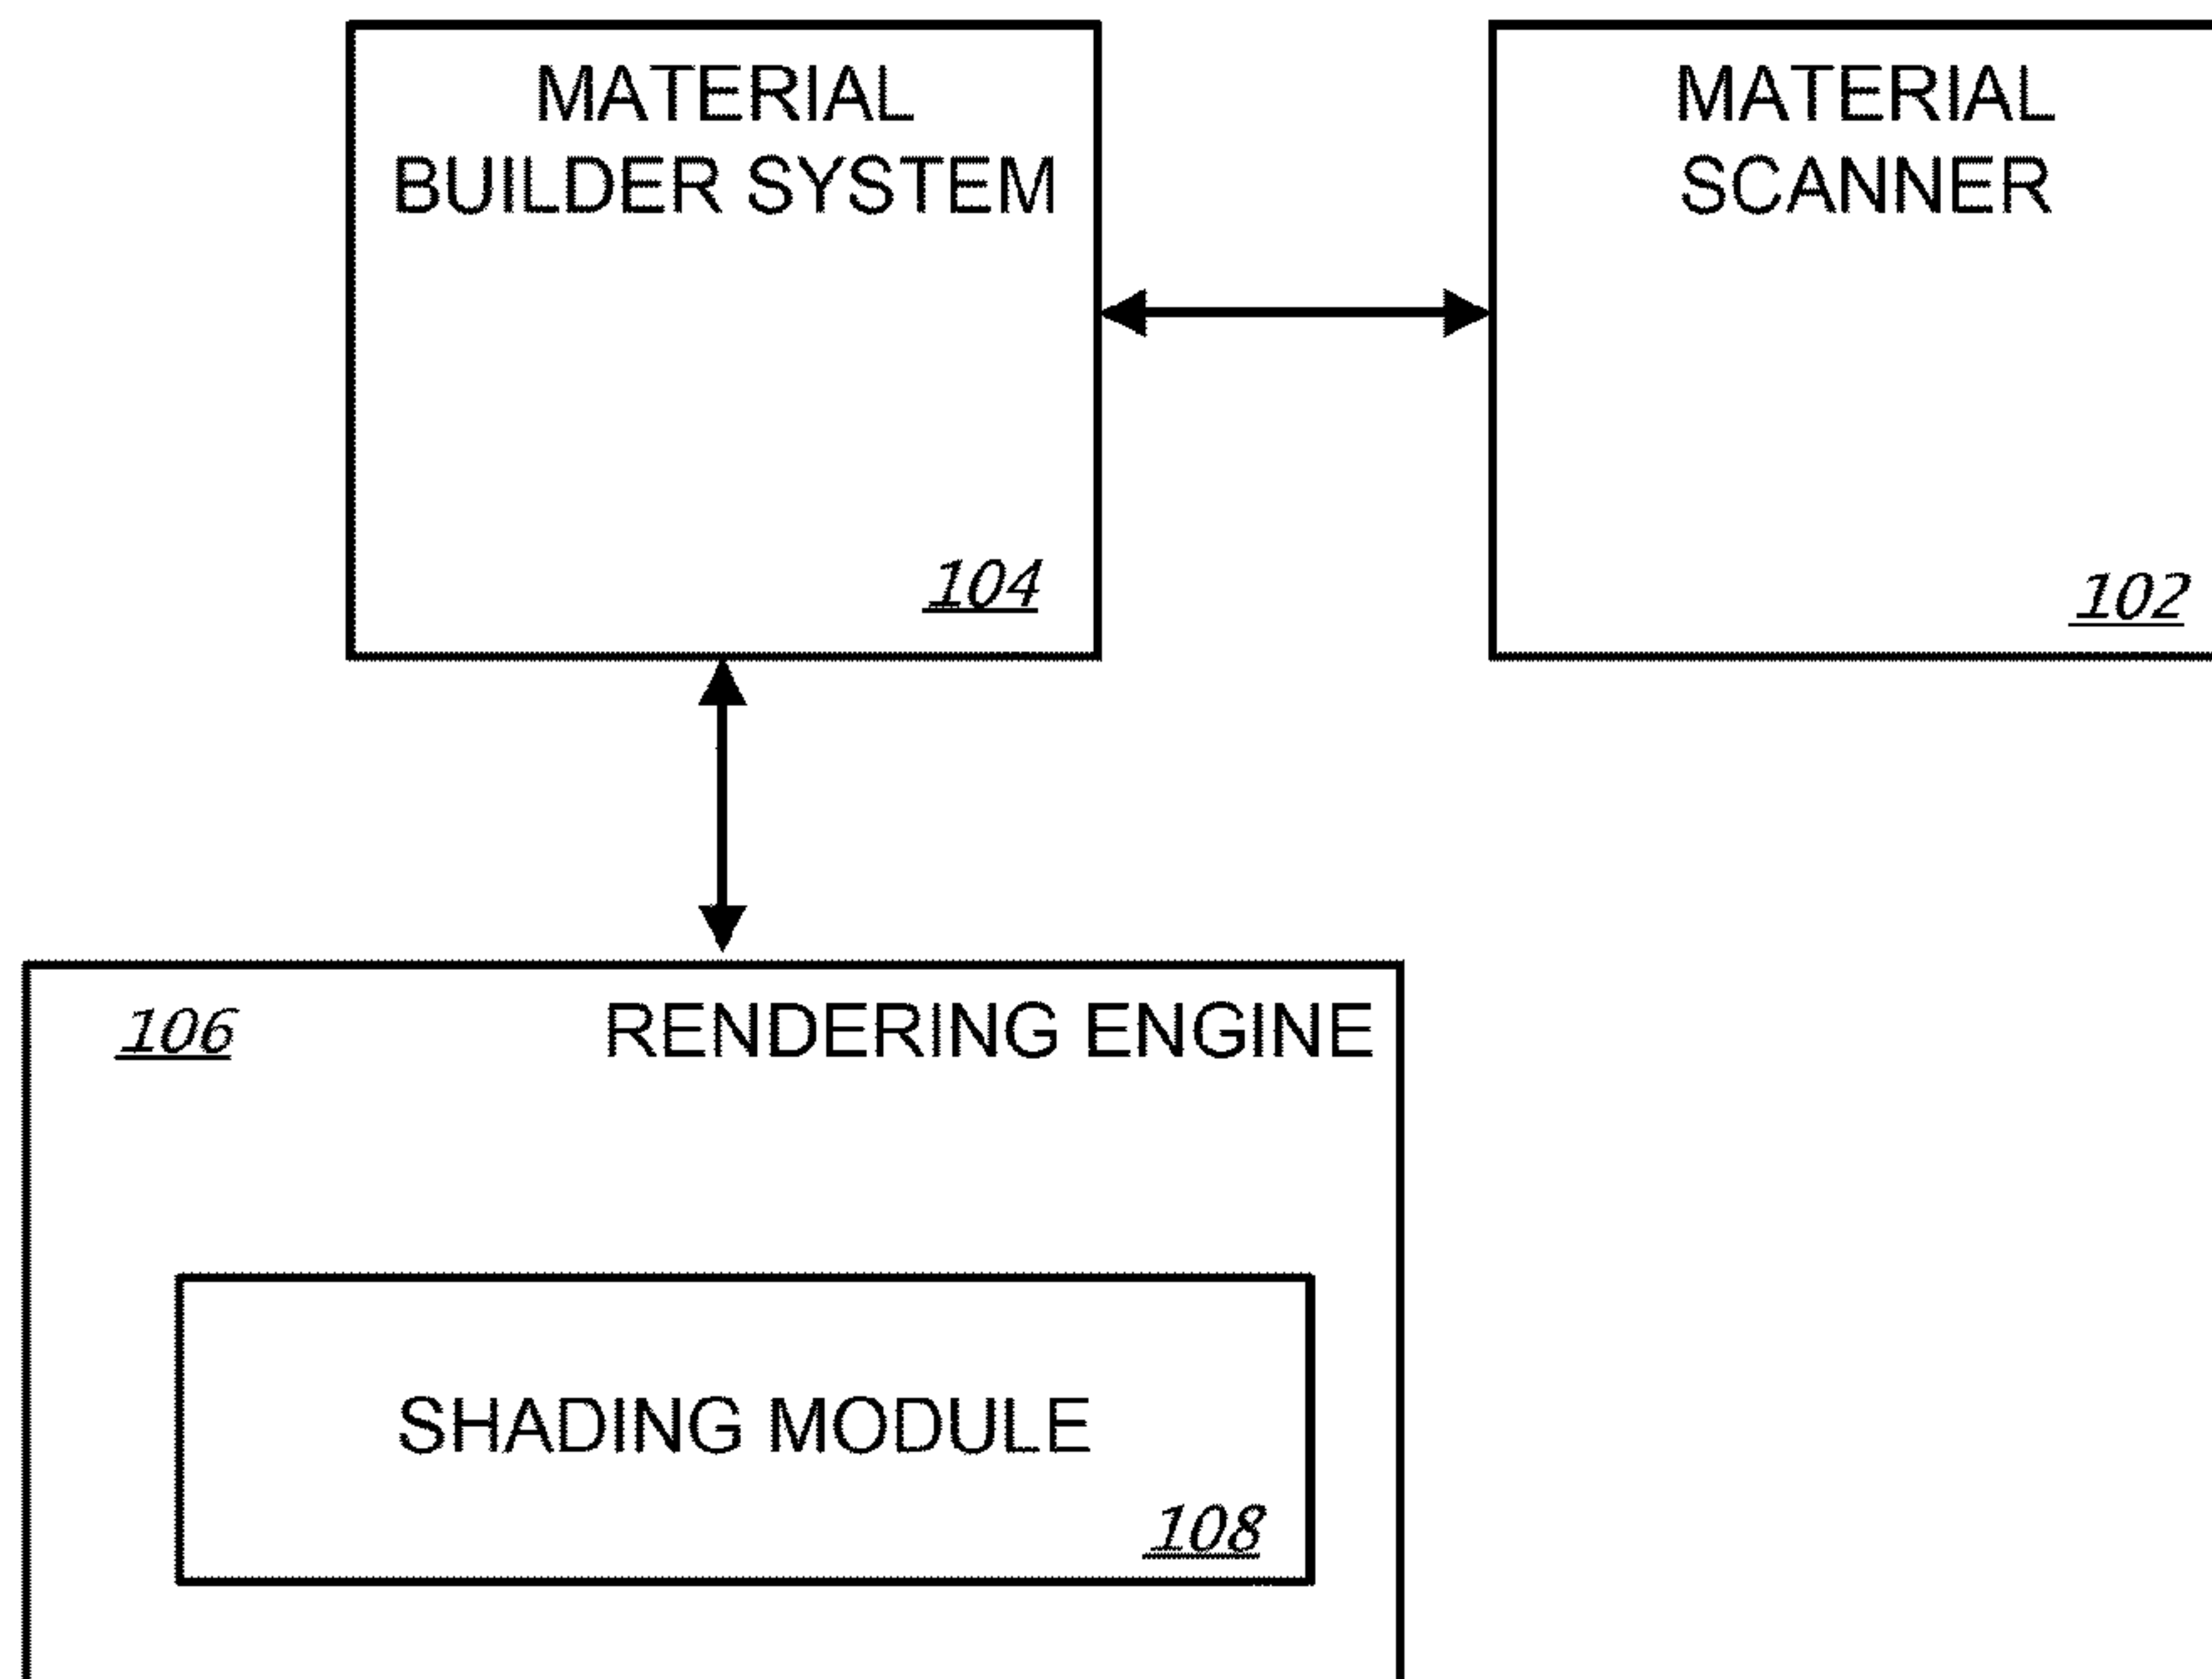 MATERIAL
BUILDER SYSTEM
104
MATERIAL
SCANNER
102
106
RENDERING ENGINE
SHADING MODULE
108